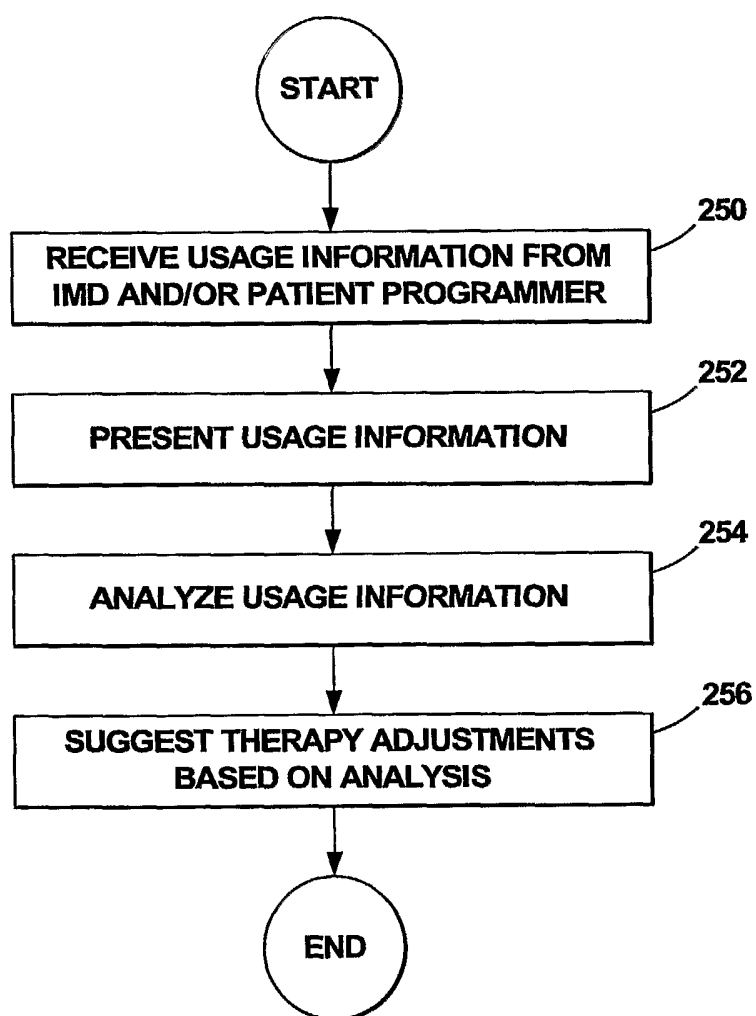 START
250
RECEIVE USAGE INFORMATION FROM
IMD AND/OR PATIENT PROGRAMMER
252
PRESENT USAGE INFORMATION
254
ANALYZE USAGE INFORMATION
256
SUGGEST THERAPY ADJUSTMENTS
BASED ON ANALYSIS
END